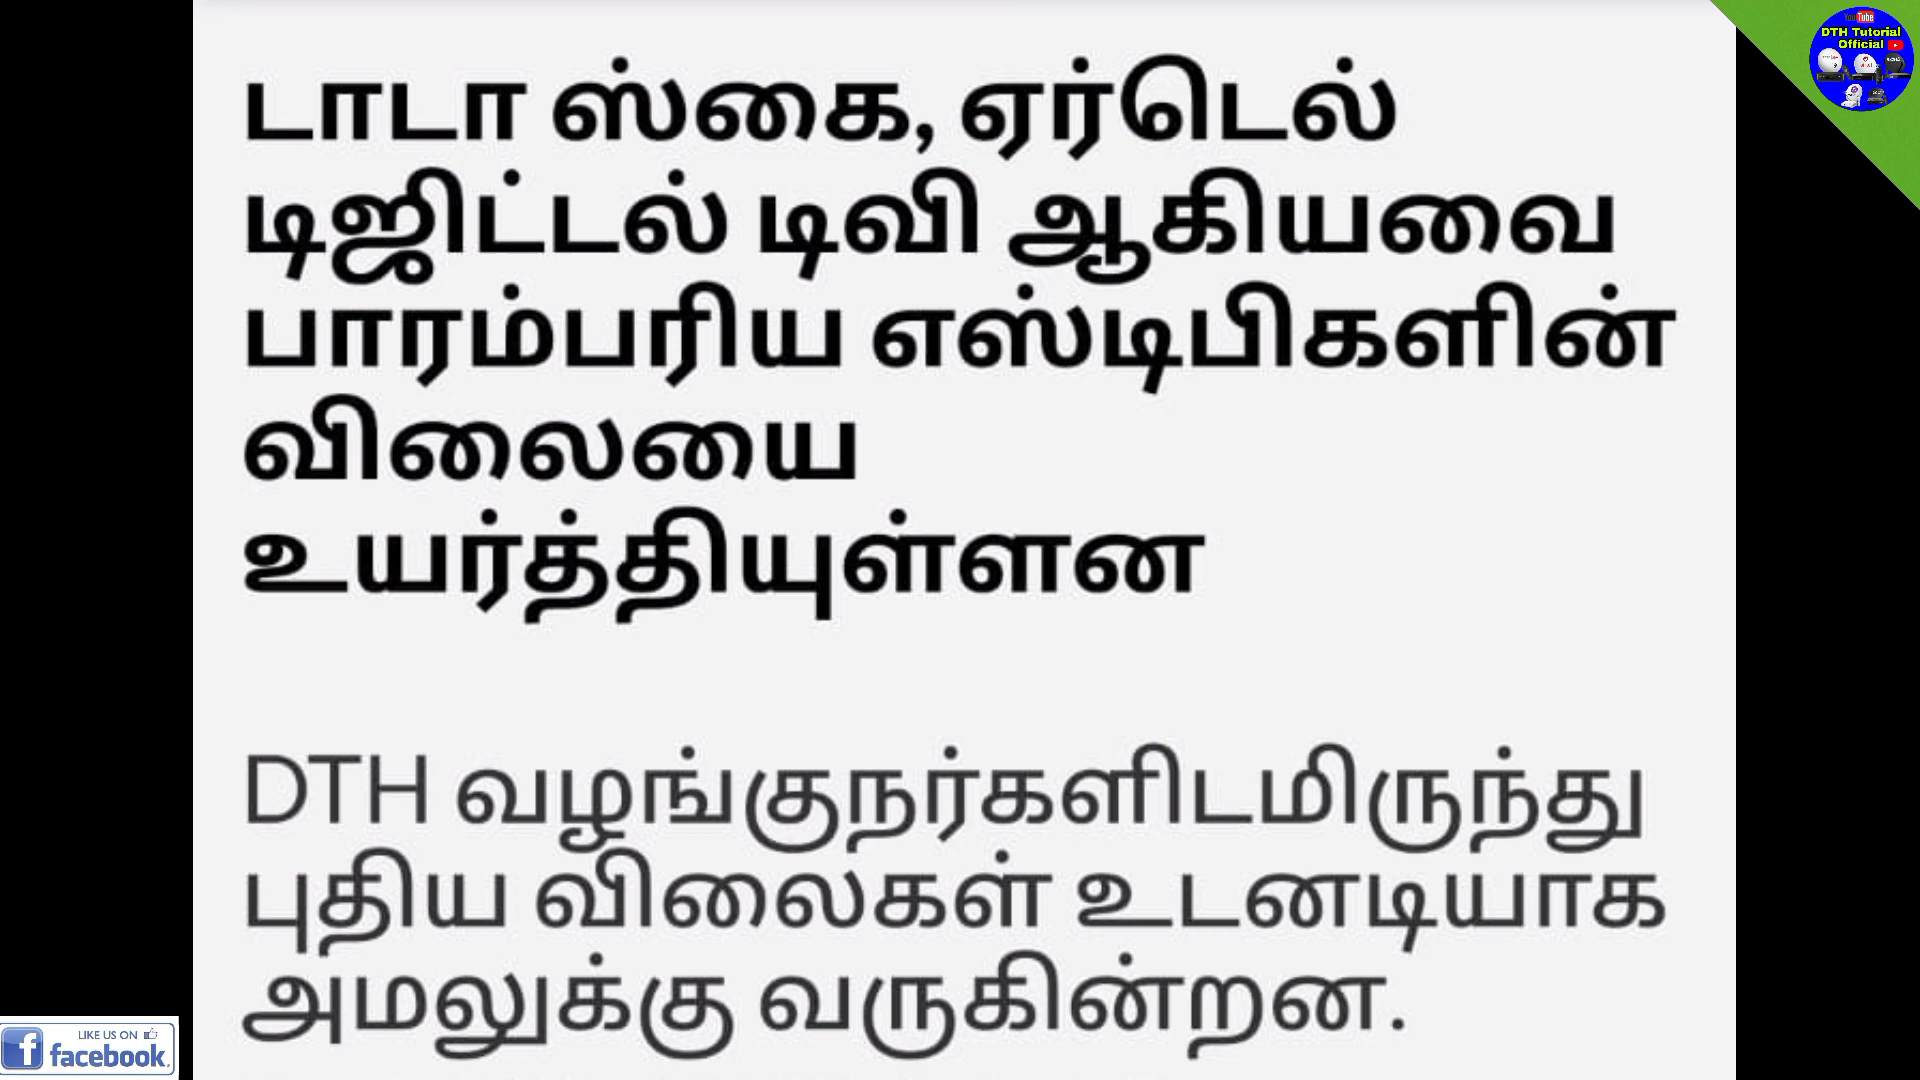 டாடா ஸ்கை, ஏர்டெல்
டிஜிட்டல் டிவி ஆகியவை
பாரம்பரிய எஸ்டிபிகளின்
விலையை
உயர்த்தியுள்ளன
DTH வழங்குநர்களிடமிருந்து
புதிய விலைகள் உடனடியாக
அமலுக்கு வருகின்றன.
YouTube
DTH Tutorial
Official
LIKE US ON
facebook.